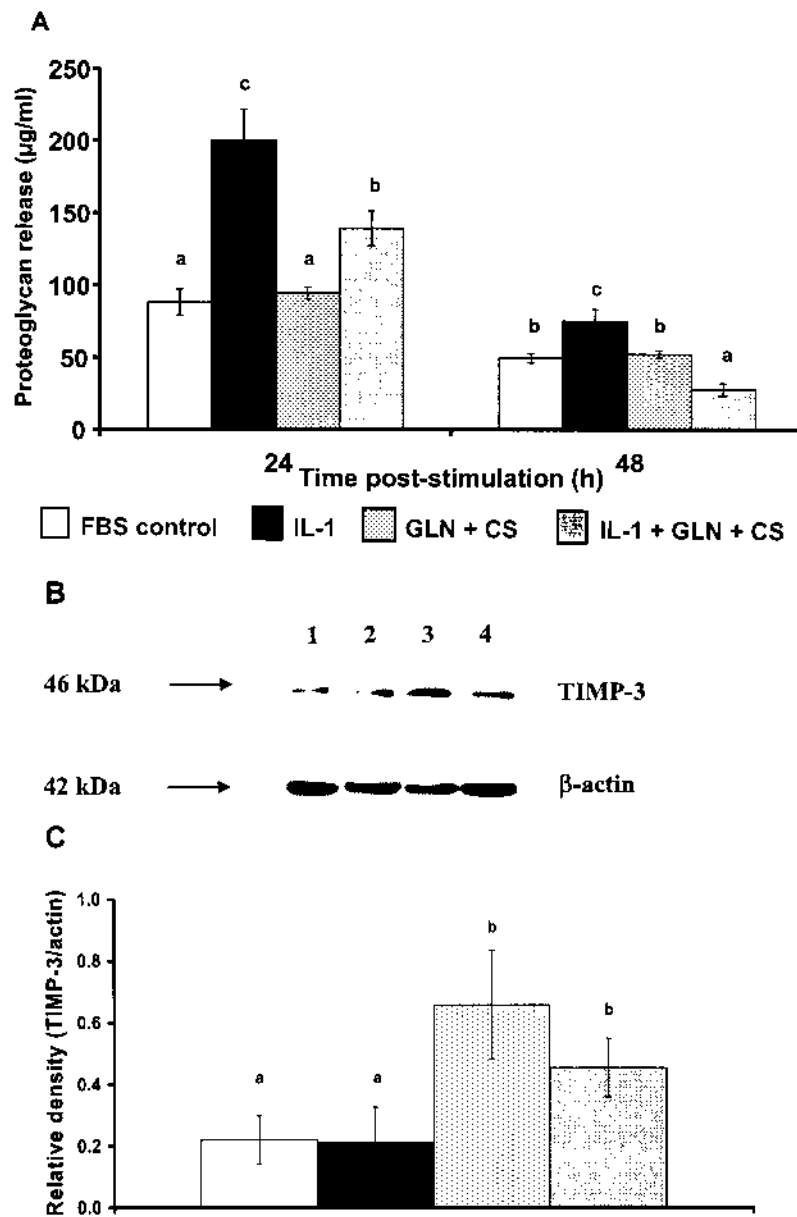 A
Proteoglycan release (µg/ml)
250
200
150
100
50
0
a
c
a
b
b
c
b
a
24
48
Time post-stimulation (h)
FBS control
IL-1
GLN + CS
IL-1 + GLN + CS
B
1 2 3 4
46 kDa
TIMP-3
42 kDa
β-actin
C
Relative density (TIMP-3/actin)
1.0
0.8
0.6
0.4
0.2
0.0
a
a
b
b